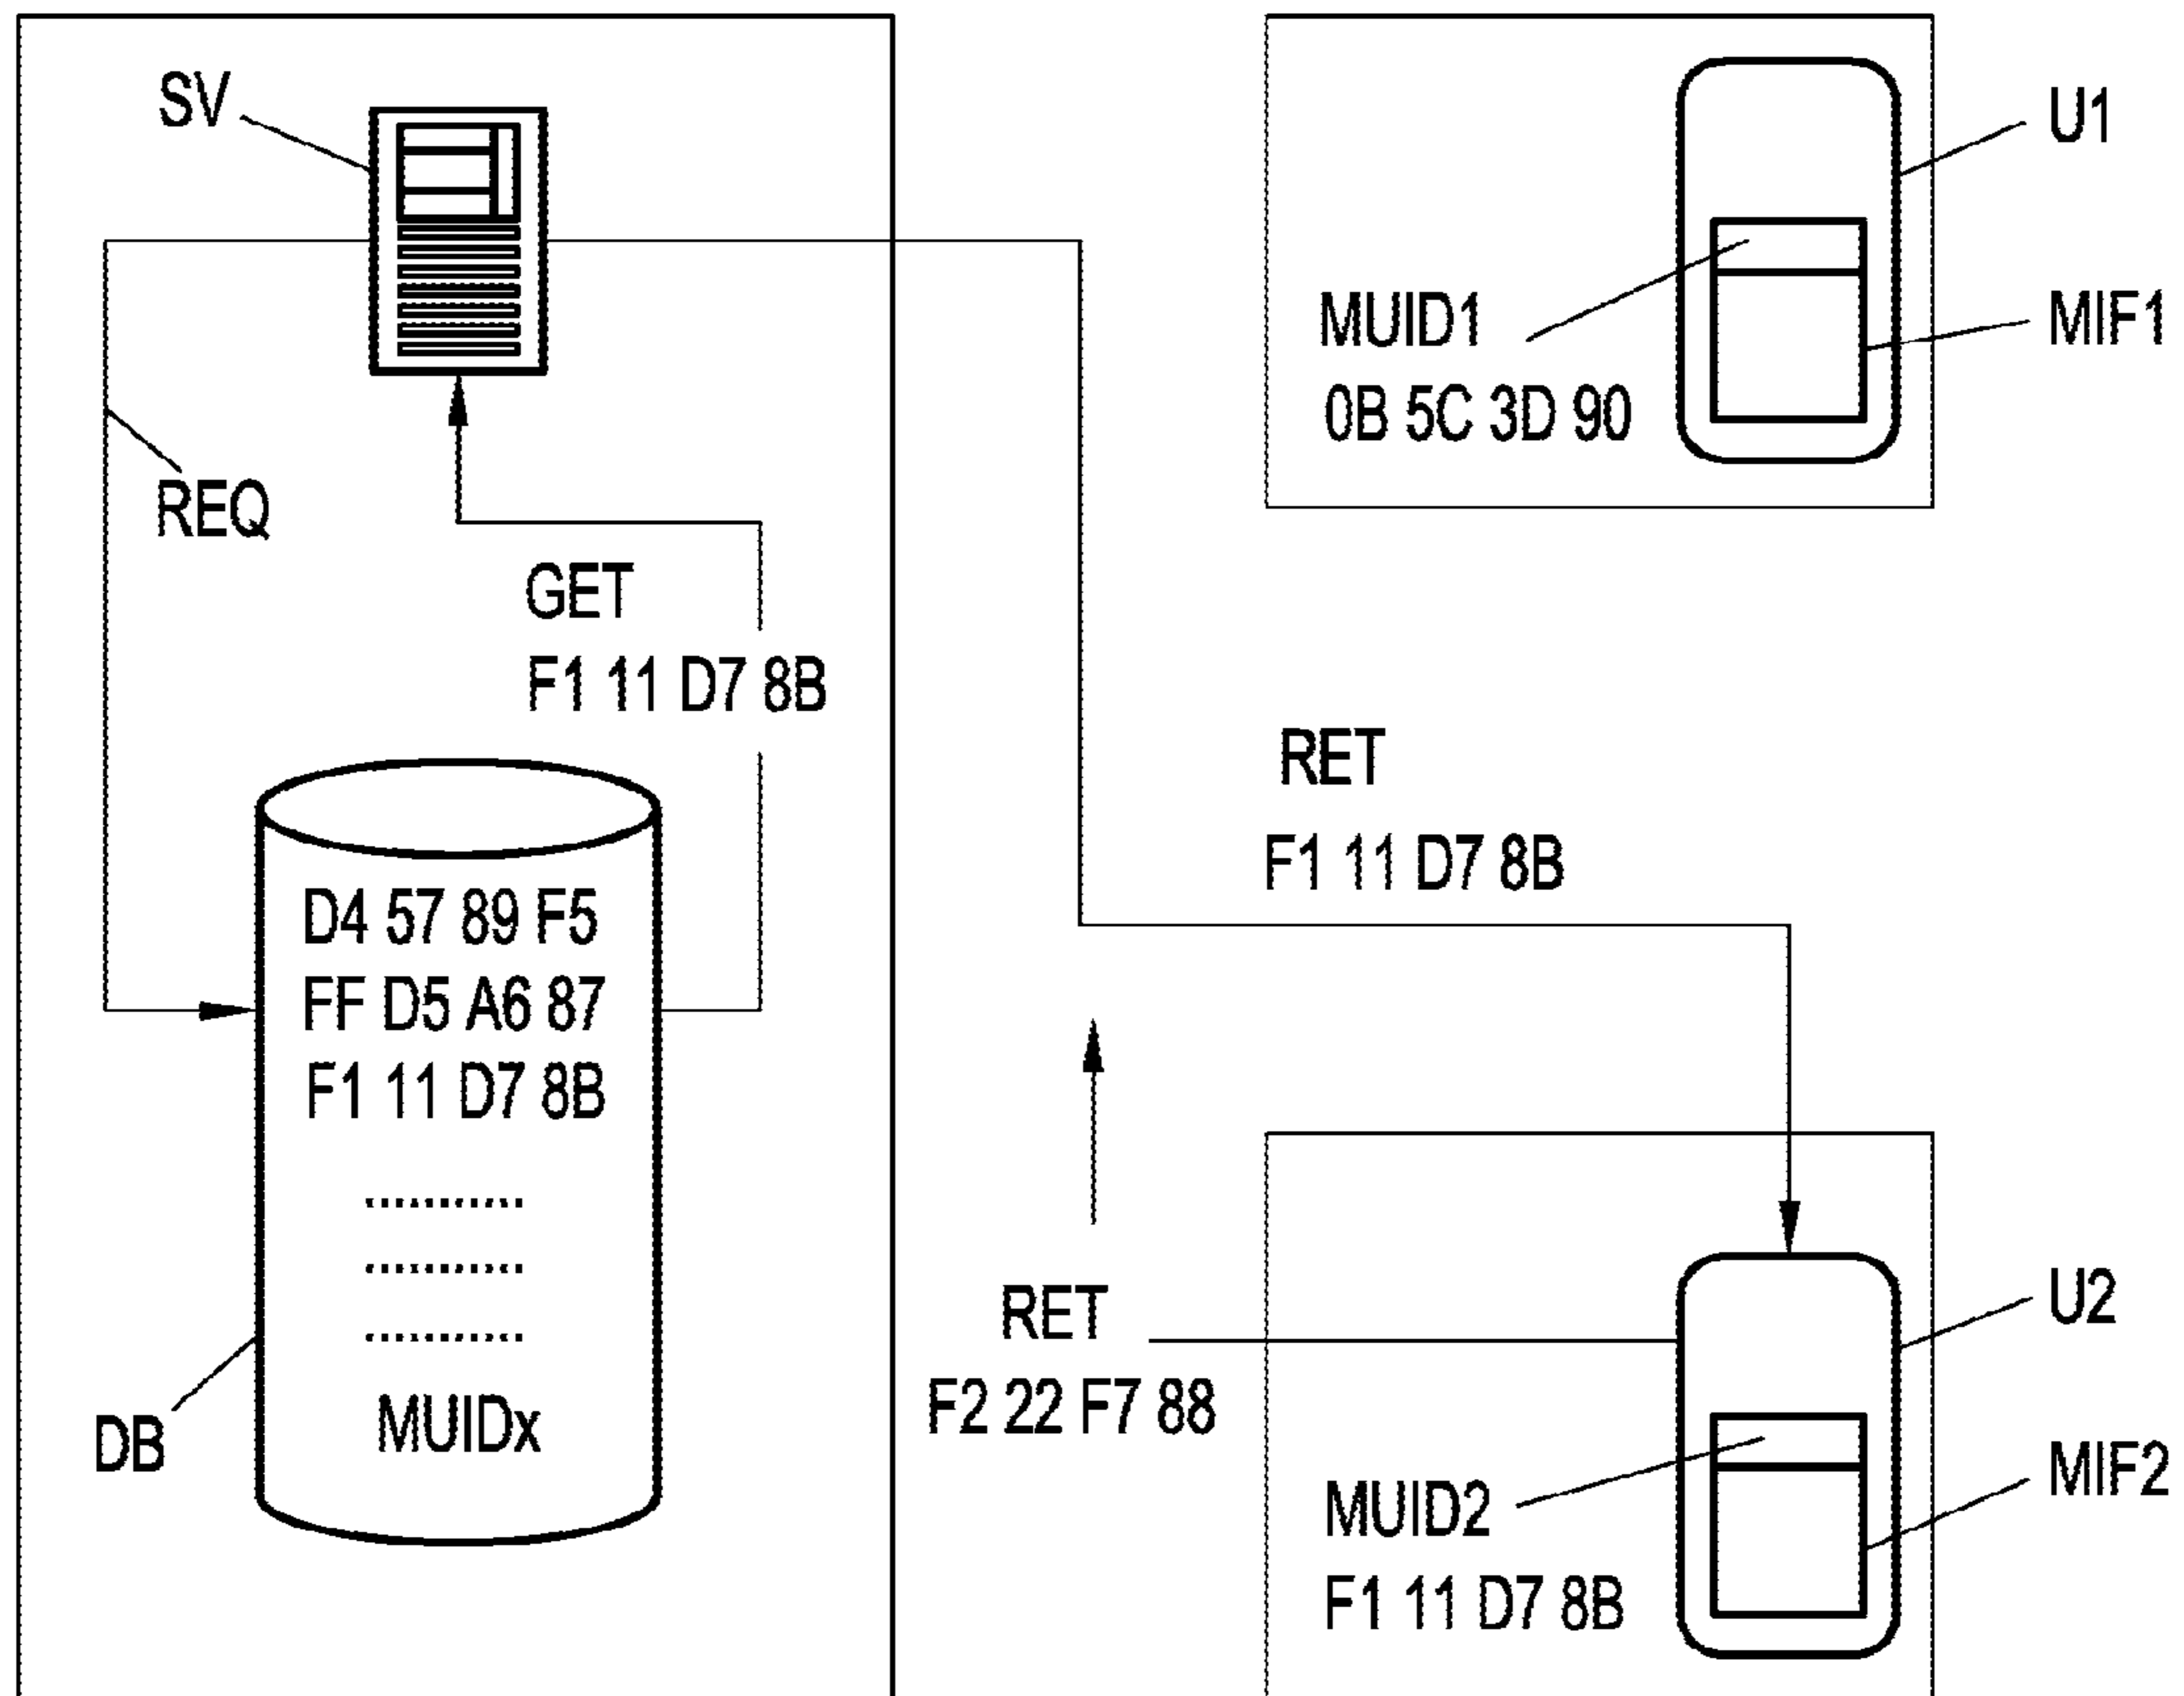 SV
REQ
GET
F1 11 D7 8B
D4 57 89 F5
FF D5 A6 87
F1 11 D7 8B
..........
..........
..........
MUIDx
DB
U1
MUID1
MIF1
0B 5C 3D 90
RET
F1 11 D7 8B
RET
F2 22 F7 88
U2
MUID2
MIF2
F1 11 D7 8B